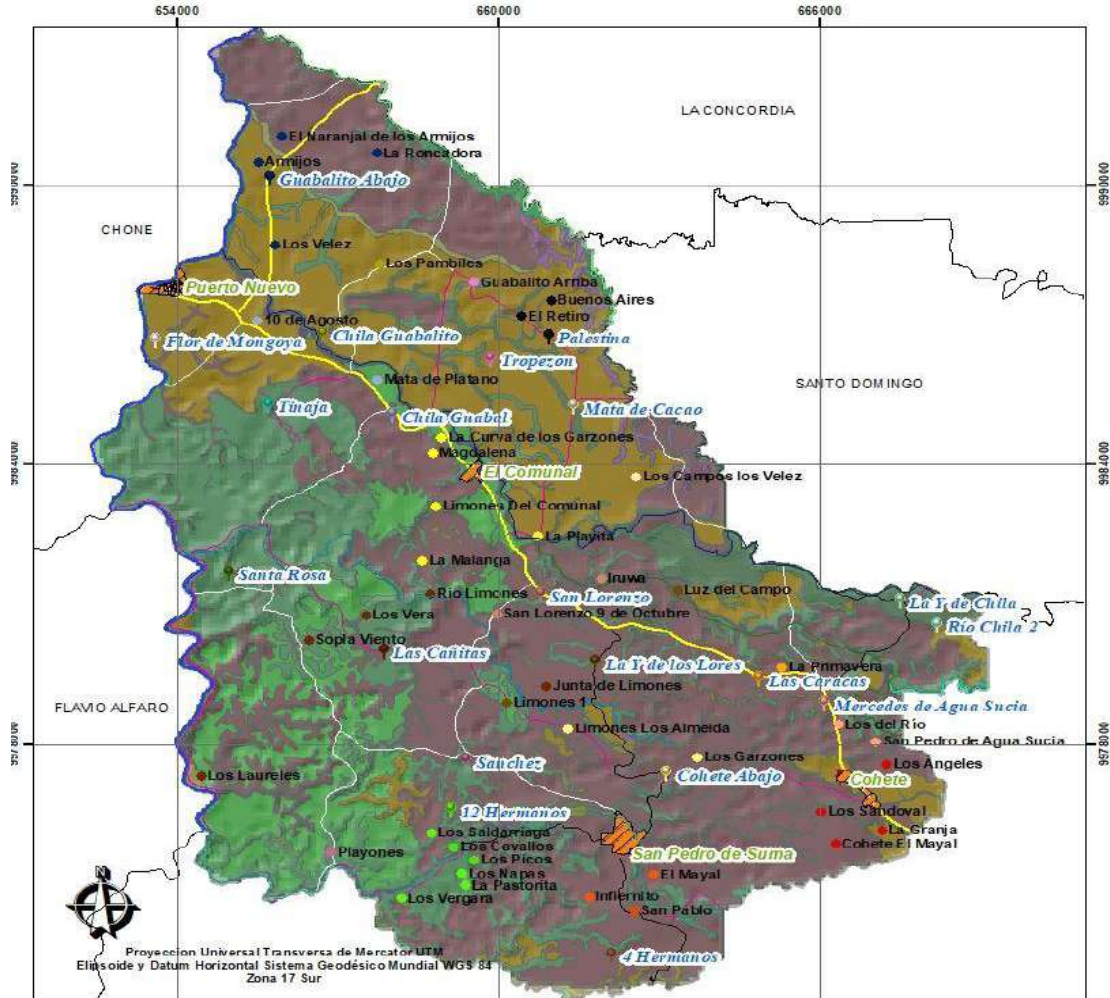 654000 660000 666000
LA CONCORDIA
El Naranjal de los Armijos
La Roncadora
Armijos
Guabalito Abajo
9990000
9990000
CHONE
Los Velez
Los Pambiles
Guabalito Arriba
Puerto Nuevo
Buenos Aires
El Retiro
10 de Agosto
Chila Guabalito
Palestina
Flor de Mongoya
Tropezon
Mata de Platano
SANTO DOMINGO
Tinaja
Chila Guabal
Mata de Cacao
La Curva de los Garzones
Magdalena
9984000
El Comunal
Los Campos los Velez
9984000
Limones Del Comunal
La Playita
La Malanga
Santa Rosa
Iruwa
Rio Limones
San Lorenzo
Luz del Campo
La Y de Chila
Los Vera
San Lorenzo 9 de Octubre
Río Chila 2
Sopla Viento
Las Cañitas
La Y de los Lores
La Primavera
Junta de Limones
Las Caracas
FLAVIO ALFARO
Limones 1
Mercedes de Agua Sucia
Limones Los Almeida
Los del Río
San Pedro de Agua Sucia
9978000
9978000
Sanchez
Los Garzones
Los Angeles
Los Laureles
Cohete Abajo
Cohete
12 Hermanos
Los Sandoval
Los Saldarriaga
La Granja
Los Cevallos
Cohete El Mayal
Playones
Los Picos
San Pedro de Suma
Los Napas
El Mayal
La Pastorita
Los Vergara
Infiernito
San Pablo
N
4 Hermanos
Proyeccion Universal Transversa de Mercator UTM
Elipsoide y Datum Horizontal Sistema Geodésico Mundial WGS 84
Zona 17 Sur